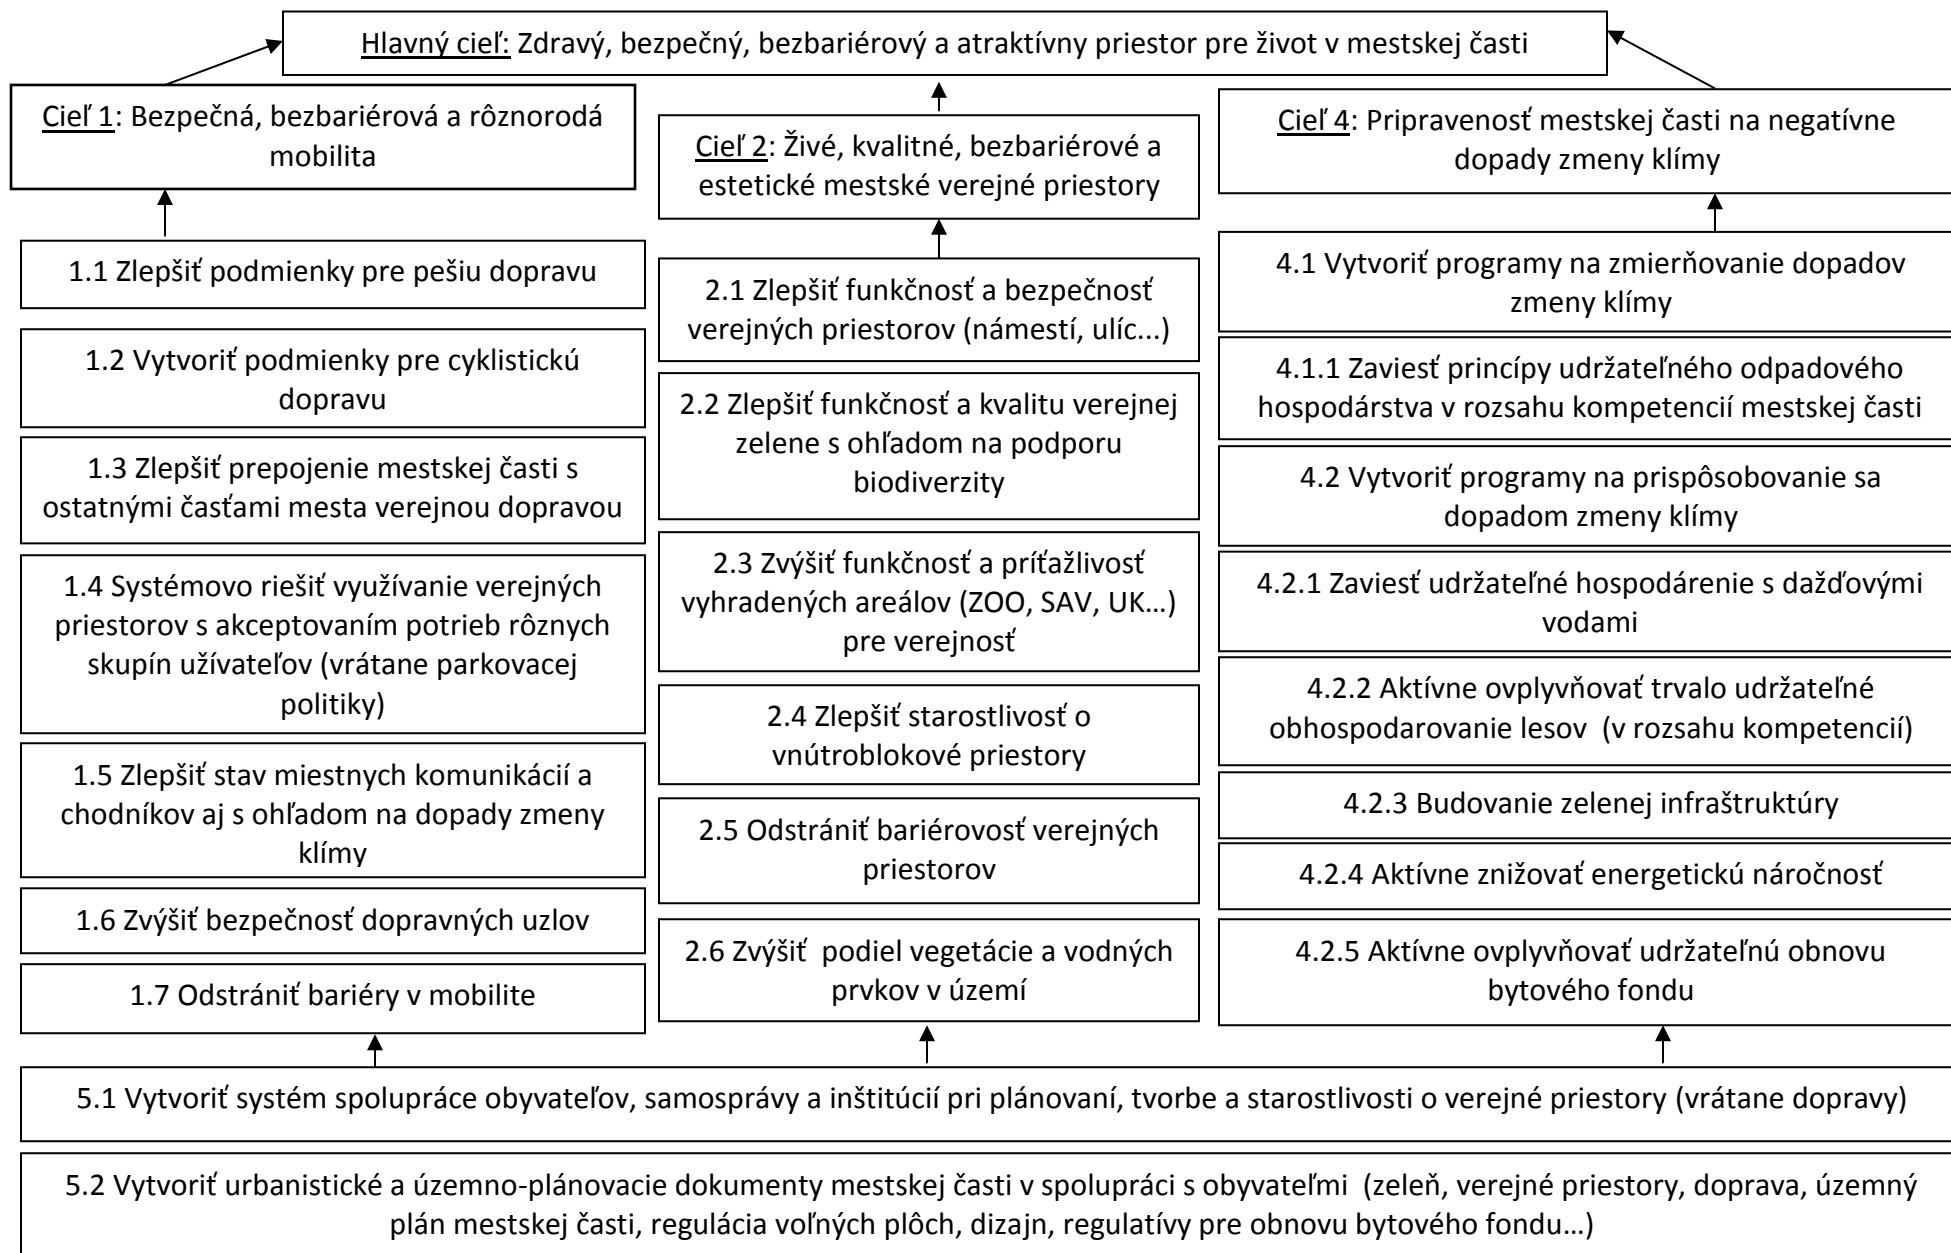 Hlavný cieľ: Zdravý, bezpečný, bezbariérový a atraktívny priestor pre život v mestskej časti
Cieľ 1: Bezpečná, bezbariérová a rôznorodá
mobilita
1.1 Zlepšiť podmienky pre pešiu dopravu
1.2 Vytvoriť podmienky pre cyklistickú
dopravu
1.3 Zlepšiť prepojenie mestskej časti s
ostatnými časťami mesta verejnou dopravou
1.4 Systémovo riešiť využívanie verejných
priestorov s akceptovaním potrieb rôznych
skupín užívateľov (vrátane parkovacej
politiky)
1.5 Zlepšiť stav miestnych komunikácií a
chodníkov aj s ohľadom na dopady zmeny
klímy
1.6 Zvýšiť bezpečnosť dopravných uzlov
1.7 Odstrániť bariéry v mobilite
Cieľ 2: Živé, kvalitné, bezbariérové a
estetické mestské verejné priestory
2.1 Zlepšiť funkčnosť a bezpečnosť
verejných priestorov (námestí, ulíc...)
2.2 Zlepšiť funkčnosť a kvalitu verejnej
zelene s ohľadom na podporu
biodiverzity
2.3 Zvýšiť funkčnosť a príťažlivosť
vyhradených areálov (ZOO, SAV, UK...)
pre verejnosť
2.4 Zlepšiť starostlivosť o
vnútroblokové priestory
2.5 Odstrániť bariérovosť verejných
priestorov
2.6 Zvýšiť  podiel vegetácie a vodných
prvkov v území
Cieľ 4: Pripravenosť mestskej časti na negatívne
dopady zmeny klímy
4.1 Vytvoriť programy na zmierňovanie dopadov
zmeny klímy
4.1.1 Zaviesť princípy udržateľného odpadového
hospodárstva v rozsahu kompetencií mestskej časti
4.2 Vytvoriť programy na prispôsobovanie sa
dopadom zmeny klímy
4.2.1 Zaviesť udržateľné hospodárenie s dažďovými
vodami
4.2.2 Aktívne ovplyvňovať trvalo udržateľné
obhospodarovanie lesov  (v rozsahu kompetencií)
4.2.3 Budovanie zelenej infraštruktúry
4.2.4 Aktívne znižovať energetickú náročnosť
4.2.5 Aktívne ovplyvňovať udržateľnú obnovu
bytového fondu
5.1 Vytvoriť systém spolupráce obyvateľov, samosprávy a inštitúcií pri plánovaní, tvorbe a starostlivosti o verejné priestory (vrátane dopravy)
5.2 Vytvoriť urbanistické a územno-plánovacie dokumenty mestskej časti v spolupráci s obyvateľmi  (zeleň, verejné priestory, doprava, územný
plán mestskej časti, regulácia voľných plôch, dizajn, regulatívy pre obnovu bytového fondu...)